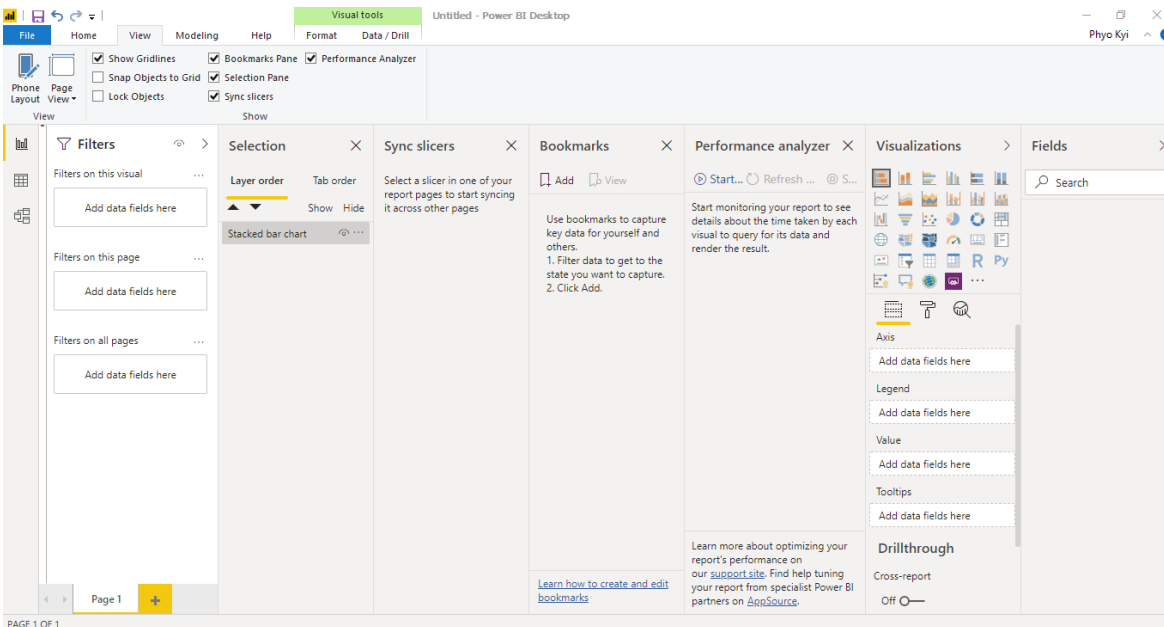 Visual tools
Untitled - Power BI Desktop
File
Home
View
Modeling
Help
Format
Data / Drill
Phyo Kyi
Phone Layout
Page View
Show Gridlines
Snap Objects to Grid
Lock Objects
Bookmarks Pane
Selection Pane
Sync slicers
Performance Analyzer
View
Show
Filters
Filters on this visual
...
Add data fields here
Filters on this page
...
Add data fields here
Filters on all pages
...
Add data fields here
Selection
Layer order
Tab order
Show
Hide
Stacked bar chart
...
Sync slicers
Select a slicer in one of your
report pages to start syncing
it across other pages
Bookmarks
Add
View
Use bookmarks to capture
key data for yourself and
others.
1. Filter data to get to the
state you want to capture.
2. Click Add.
Learn how to create and edit
bookmarks
Performance analyzer
Start...
Refresh ...
S...
Start monitoring your report to see
details about the time taken by each
visual to query for its data and
render the result.
Learn more about optimizing your
report's performance on
our support site. Find help tuning
your report from specialist Power BI
partners on AppSource.
Visualizations
123
R
Py
...
Axis
Add data fields here
Legend
Add data fields here
Value
Add data fields here
Tooltips
Add data fields here
Drillthrough
Cross-report
Off
Fields
Search
Page 1
PAGE 1 OF 1